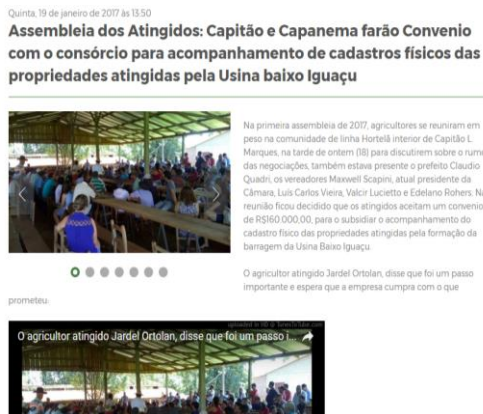 Quinta, 19 de janeiro de 2017 às 13:50
Assembleia dos Atingidos: Capitão e Capanema farão Convenio
com o consórcio para acompanhamento de cadastros físicos das
propriedades atingidas pela Usina baixo Iguaçu
Na primeira assembleia de 2017, agricultores se reuniram em
peso na comunidade de linha Hortelã interior de Capitão L.
Marques, na tarde de ontem (18) para discutirem sobre o rumo
das negociações, também estava presente o prefeito Claudio
Quadri, os vereadores Maxwell Scapini, atual presidente da
Câmara, Luis Carlos Vieira, Valcir Lucietto e Edelano Rohers. Na
reunião ficou decidido que os atingidos aceitam um convenio
de R$160.000,00, para o subsidiar o acompanhamento do
cadastro físico das propriedades atingidas pela formação da
barragem da Usina Baixo Iguaçu.
O agricultor atingido Jardel Ortolan, disse que foi um passo
importante e espera que a empresa cumpra com o que
prometeu:
uploaded in HD @ TunesToTube.com
O agricultor atingido Jardel Ortolan, disse que foi um passo i...